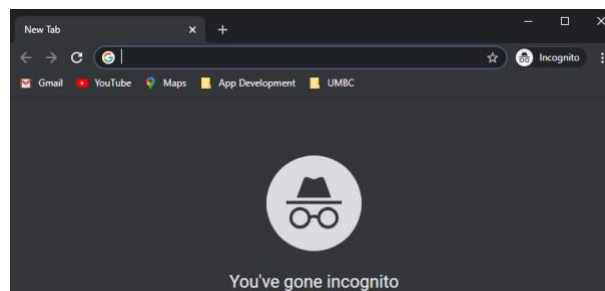 New Tab
Incognito
Gmail YouTube Maps App Development UMBC
You've gone incognito